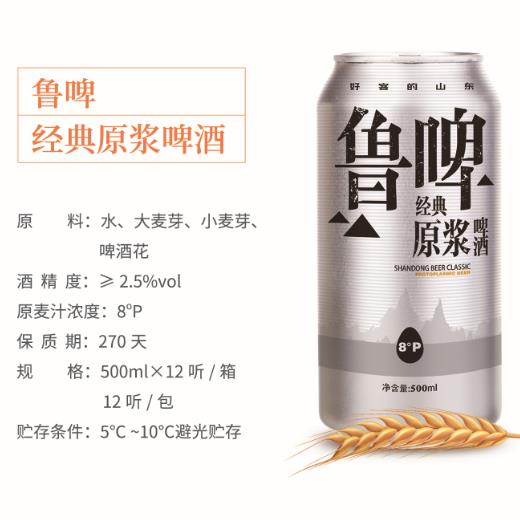 鲁啤
经典原浆啤酒
原 料：水、大麦芽、小麦芽、
啤酒花
酒 精 度：≥ 2.5%vol
原麦汁浓度：8°P
保 质 期：270 天
规 格：500ml×12 听 / 箱
12 听 / 包
贮存条件：5℃ ~10℃避光贮存
好客的山东
鲁啤
经典
原浆
啤酒
SHANDONG BEER CLASSIC
PROTOPLASMIC BEER
8°P
净含量:500ml